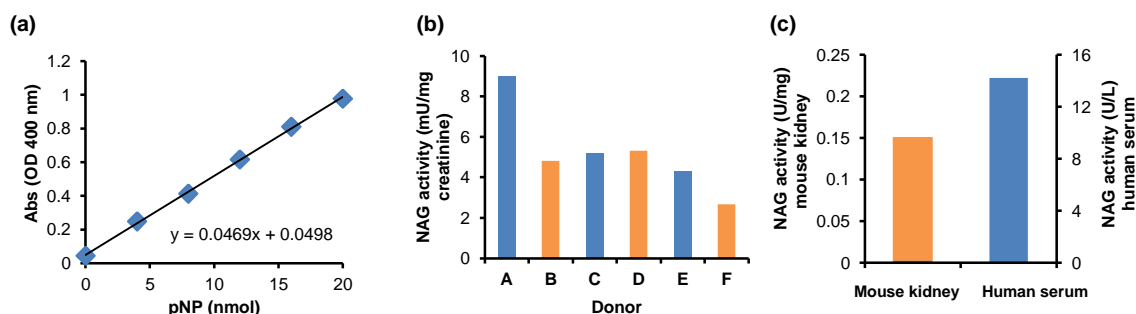 (a)
Abs (OD 400 nm)
1.2
1
0.8
0.6
0.4
0.2
0
y = 0.0469x + 0.0498
0 5 10 15 20
pNP (nmol)
(b)
NAG activity (mU/mg
creatinine)
10
8
6
4
2
0
A B C D E F
Donor
(c)
NAG activity (U/mg)
mouse kidney
0.25
0.2
0.15
0.1
0.05
0
16
12
8
4
0
NAG activity (U/L)
human serum
Mouse kidney Human serum